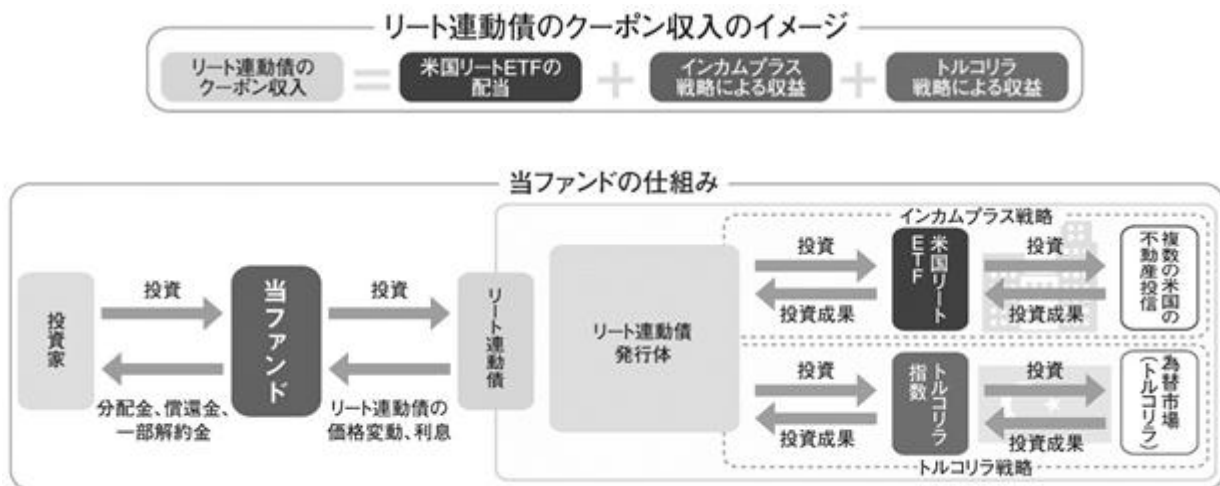 リート連動債のクーポン収入のイメージ
リート連動債の
クーポン収入
=
米国リートETFの
配当
+
インカムプラス
戦略による収益
+
トルコリラ
戦略による収益
当ファンドの仕組み
投資家
投資
分配金、償還金、
一部解約金
当ファンド
投資
リート連動債の
価格変動、利息
リート連動債
リート連動債
発行体
インカムプラス戦略
投資
投資成果
米国リート
ETF
投資
投資成果
複数の米国の
不動産投信
投資
投資成果
トルコリラ
指数
投資
投資成果
為替市場
(トルコリラ)
トルコリラ戦略